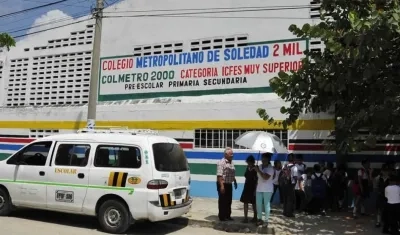 COLEGIO METROPOLITANO DE SOLEDAD 2 MIL
COLMETRO 2000 CATEGORIA ICFES MUY SUPERIOR
PRE ESCOLAR PRIMARIA SECUNDARIA
ESCOLAR